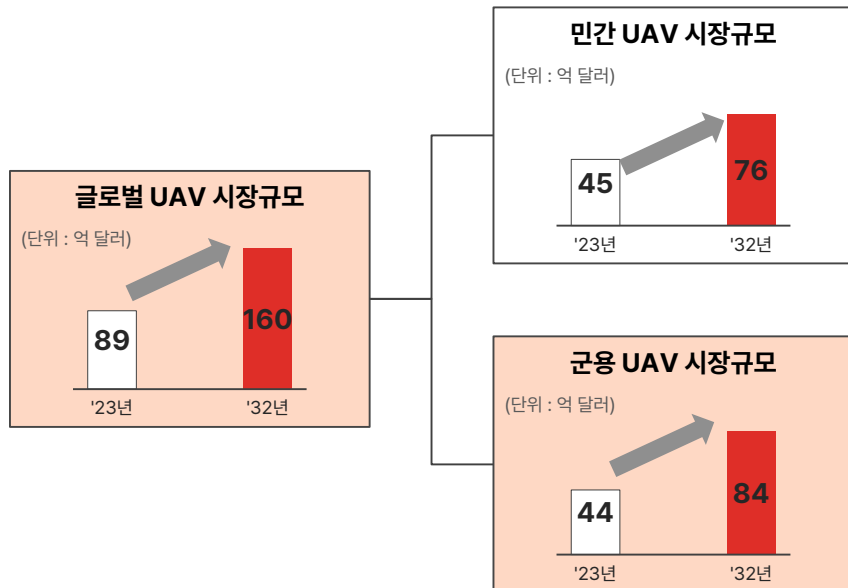 글로벌 UAV 시장규모
(단위 : 억 달러)
89
160
'23년
'32년
민간 UAV 시장규모
(단위 : 억 달러)
45
76
'23년
'32년
군용 UAV 시장규모
(단위 : 억 달러)
44
84
'23년
'32년